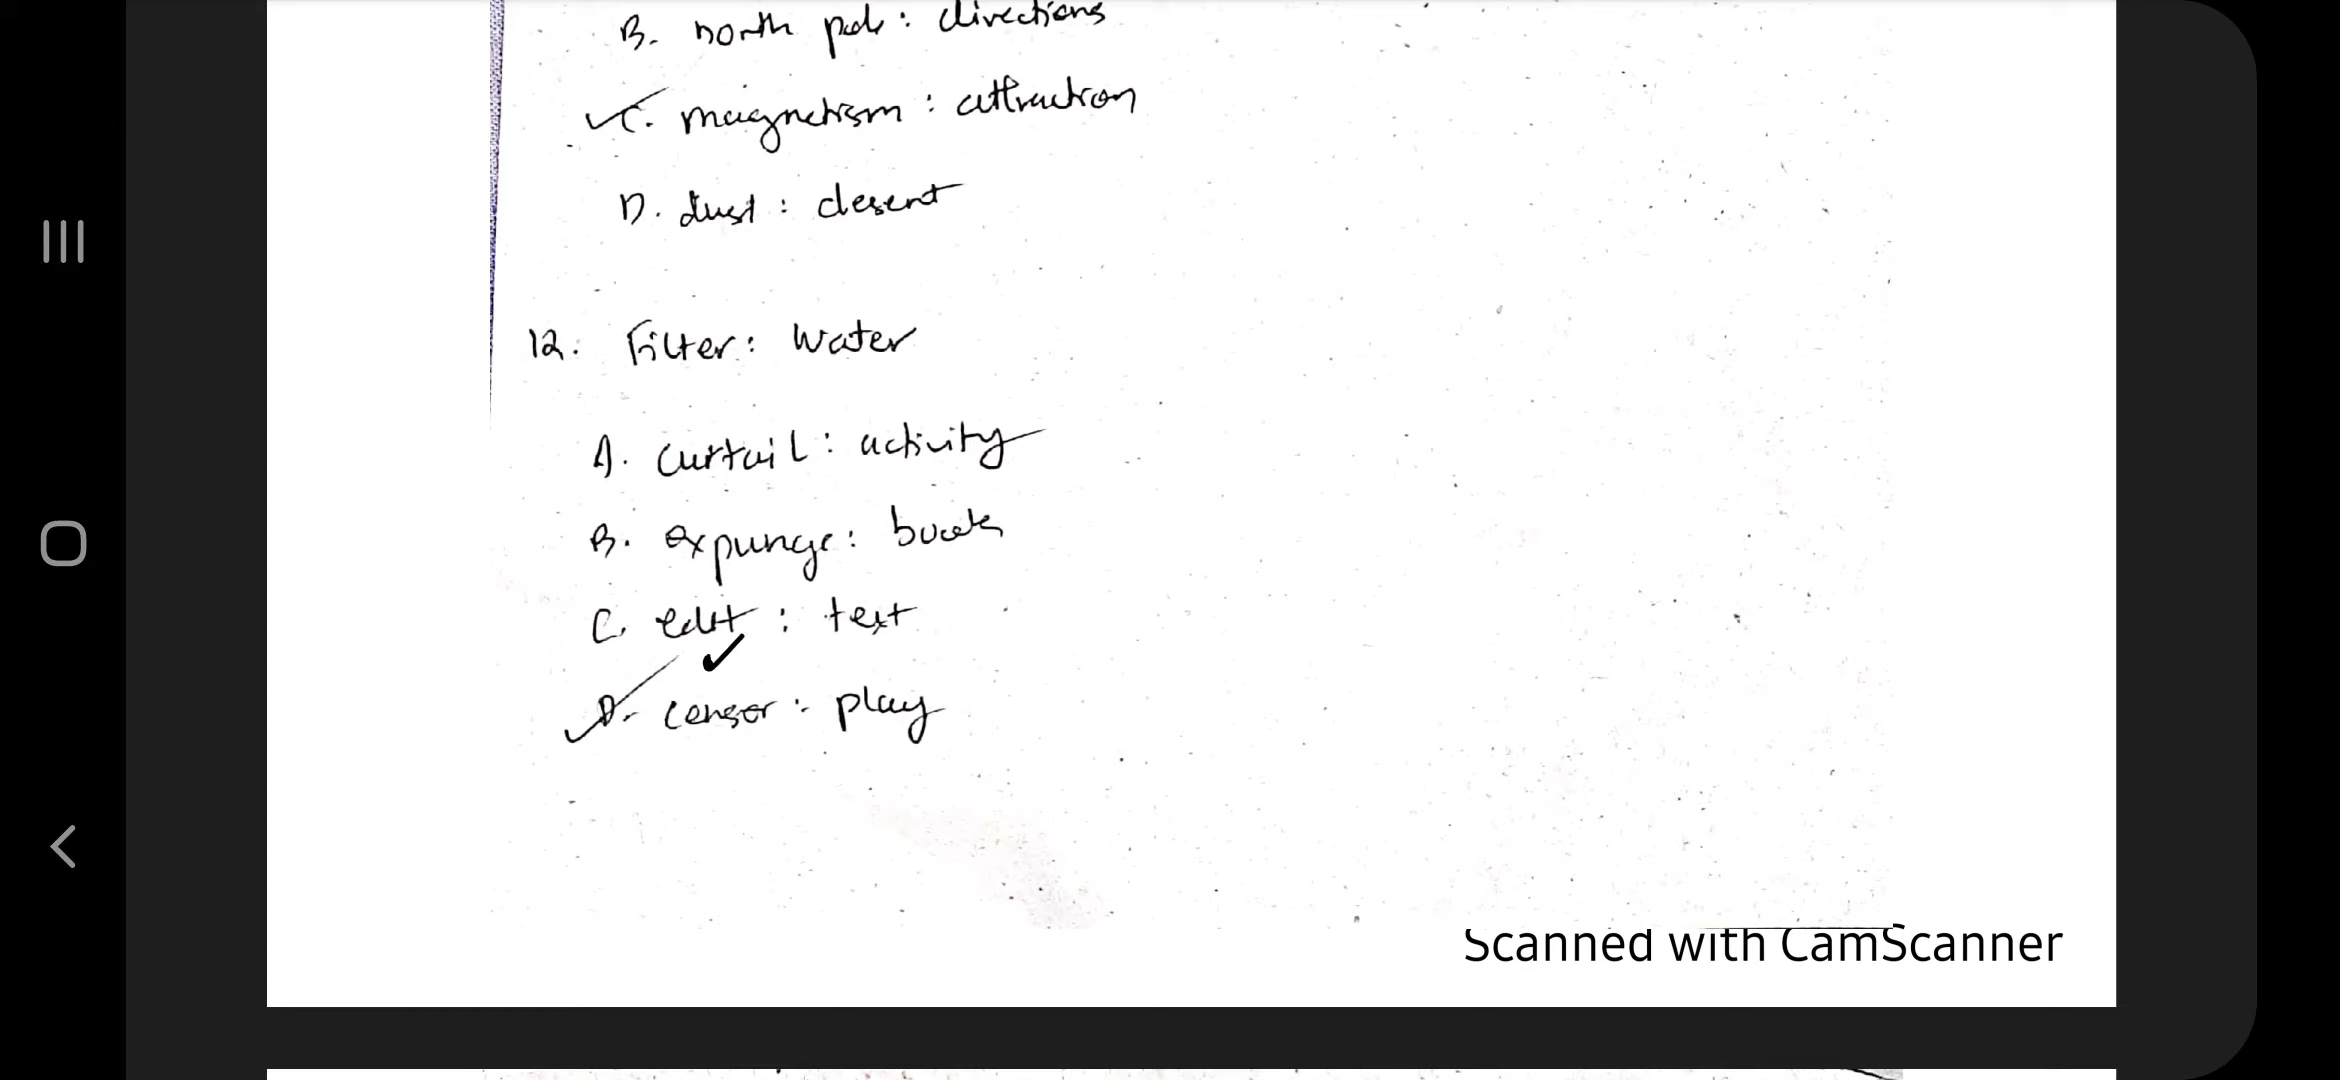 B. north pole : directions
C. magnetism : attraction
D. dust : desert
12. Filter : Water
A. curtail : activity
B. expunge : book
C. edit : text
D. censor : play
Scanned with CamScanner